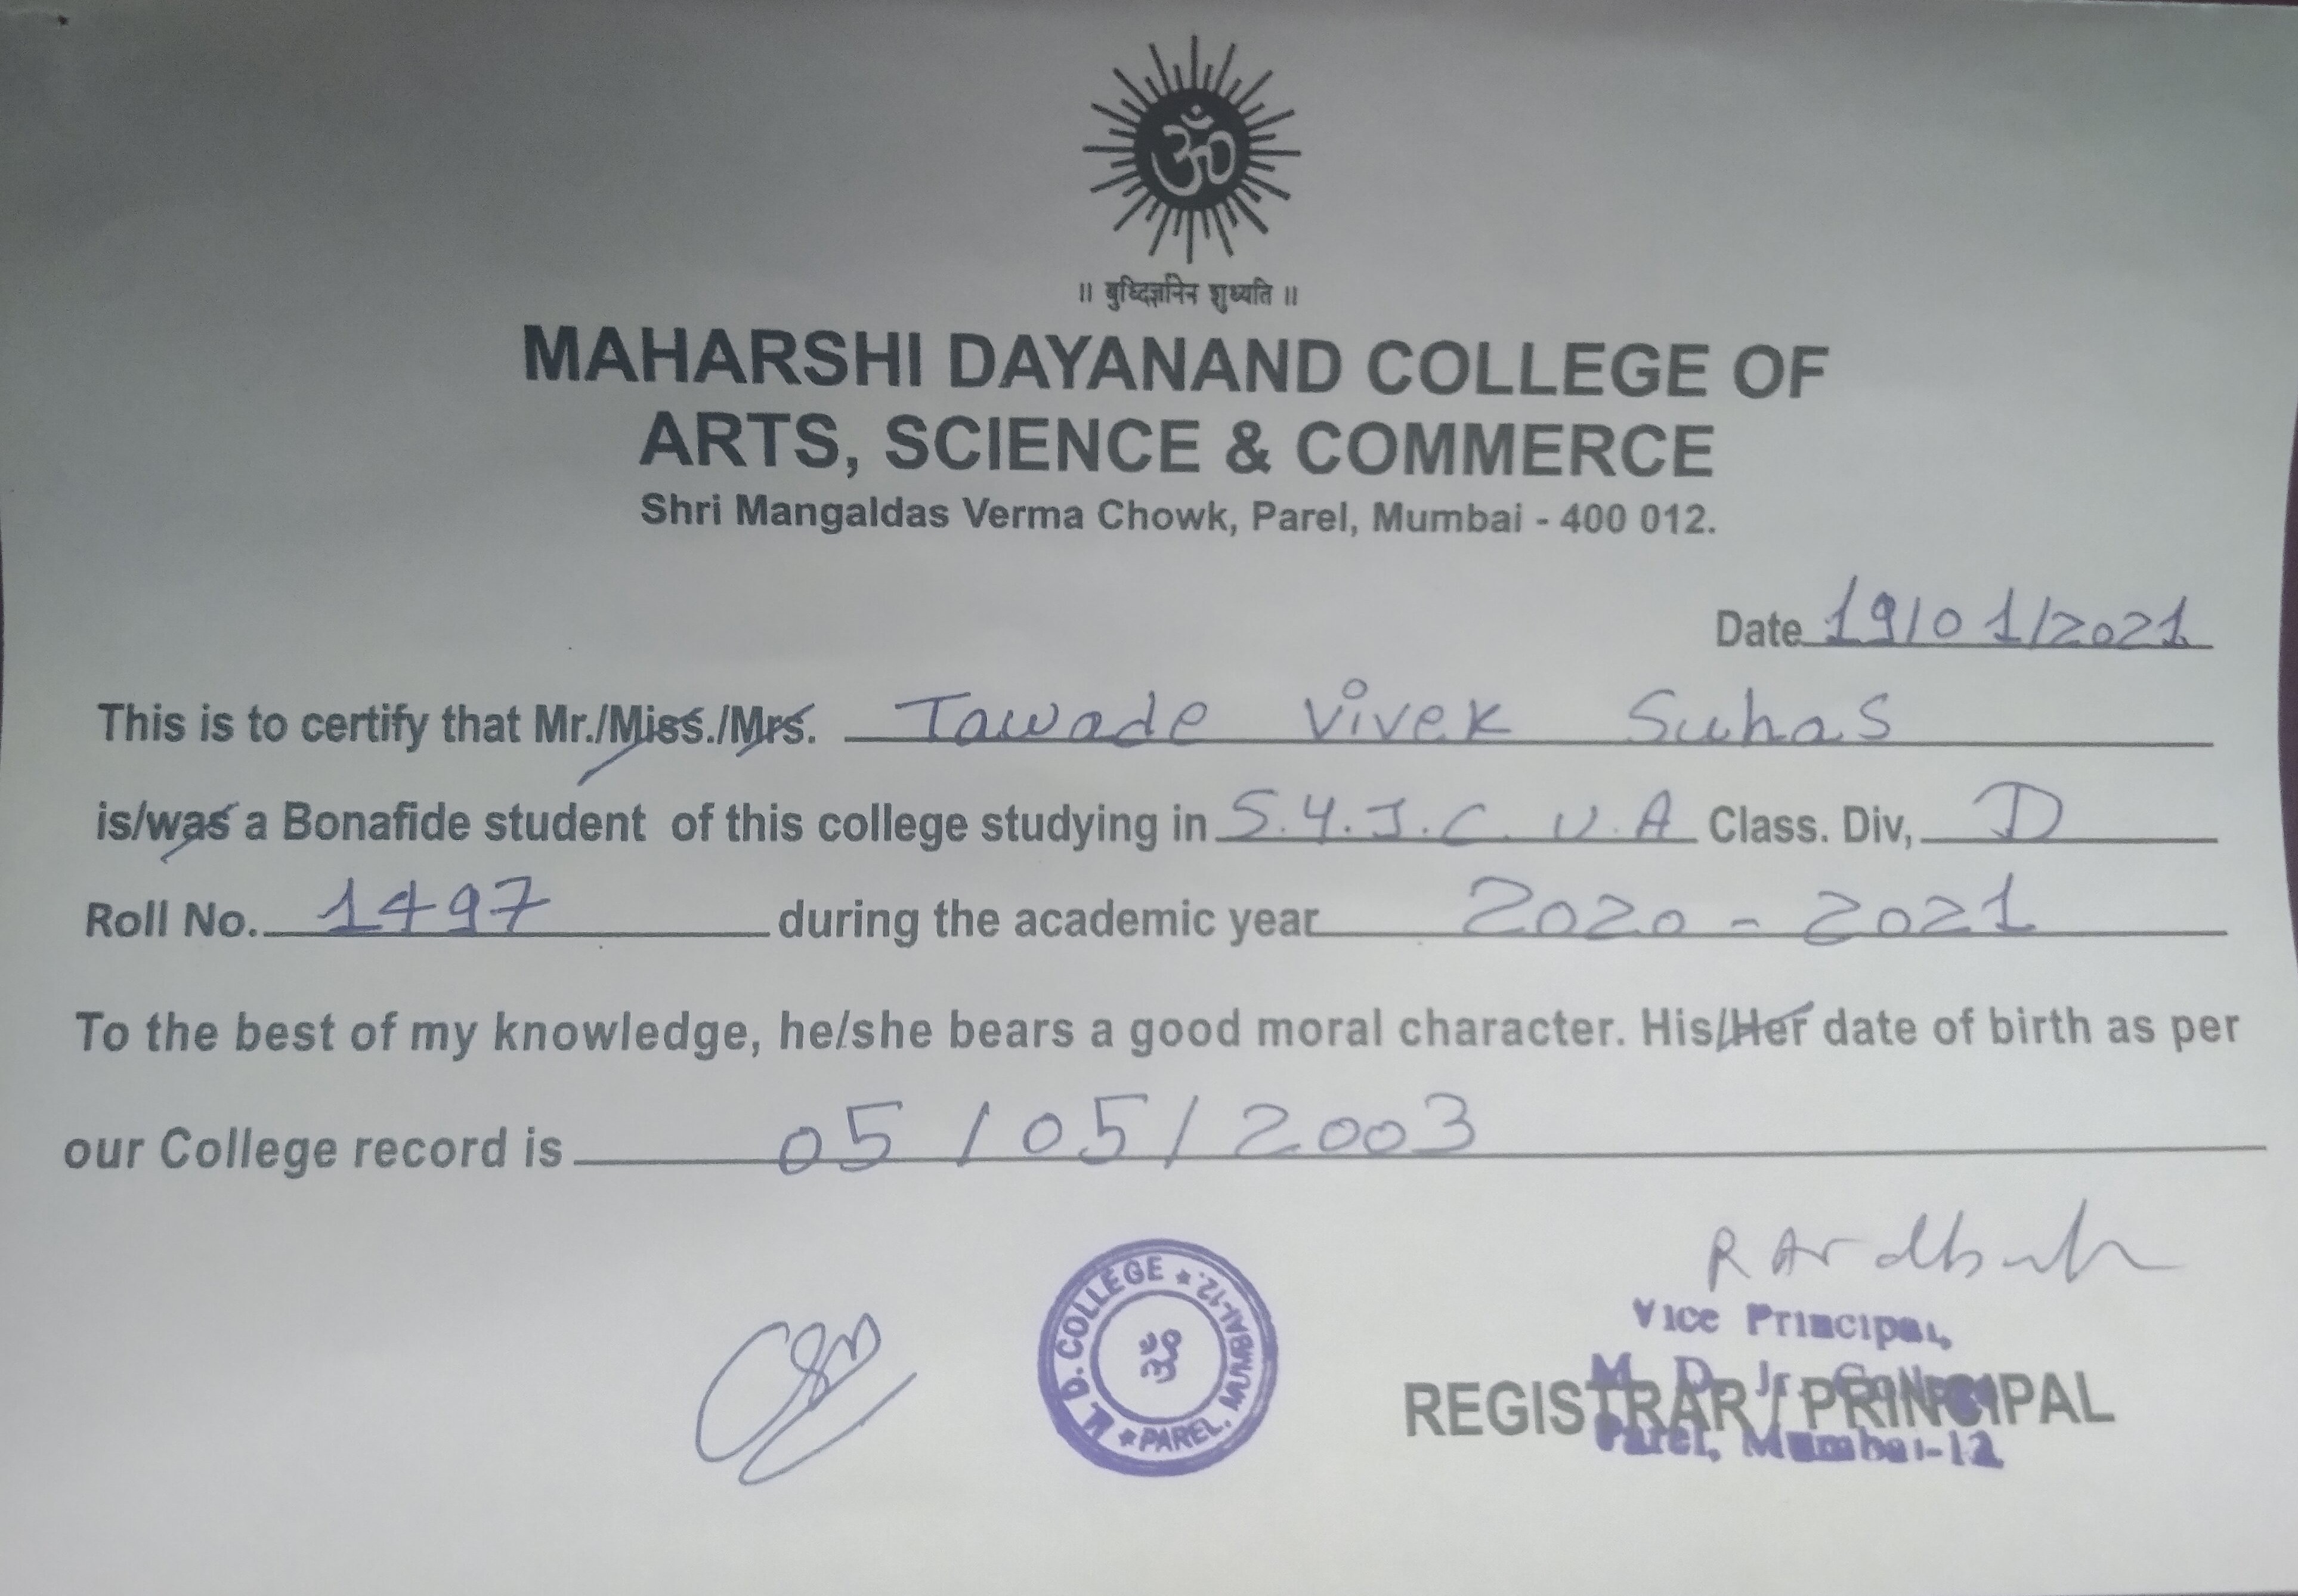 ॐ
॥ बुध्दिर्ज्ञानेन शुध्यति ॥
MAHARSHI DAYANAND COLLEGE OF
ARTS, SCIENCE & COMMERCE
Shri Mangaldas Verma Chowk, Parel, Mumbai - 400 012.
Date 19/01/2021
This is to certify that Mr./Miss./Mrs. Tawade Vivek Suhas
is/was a Bonafide student of this college studying in S.Y.J.C. V.A Class. Div, D
Roll No. 1497 during the academic year 2020 - 2021
To the best of my knowledge, he/she bears a good moral character. His/Her date of birth as per
our College record is 05/05/2003
M. D. COLLEGE ★ PAREL, MUMBAI-12. ★
ॐ
Vice Principal,
M. D. Jr.
REGISTRAR / PRINCIPAL
Parel, Mumbai-12